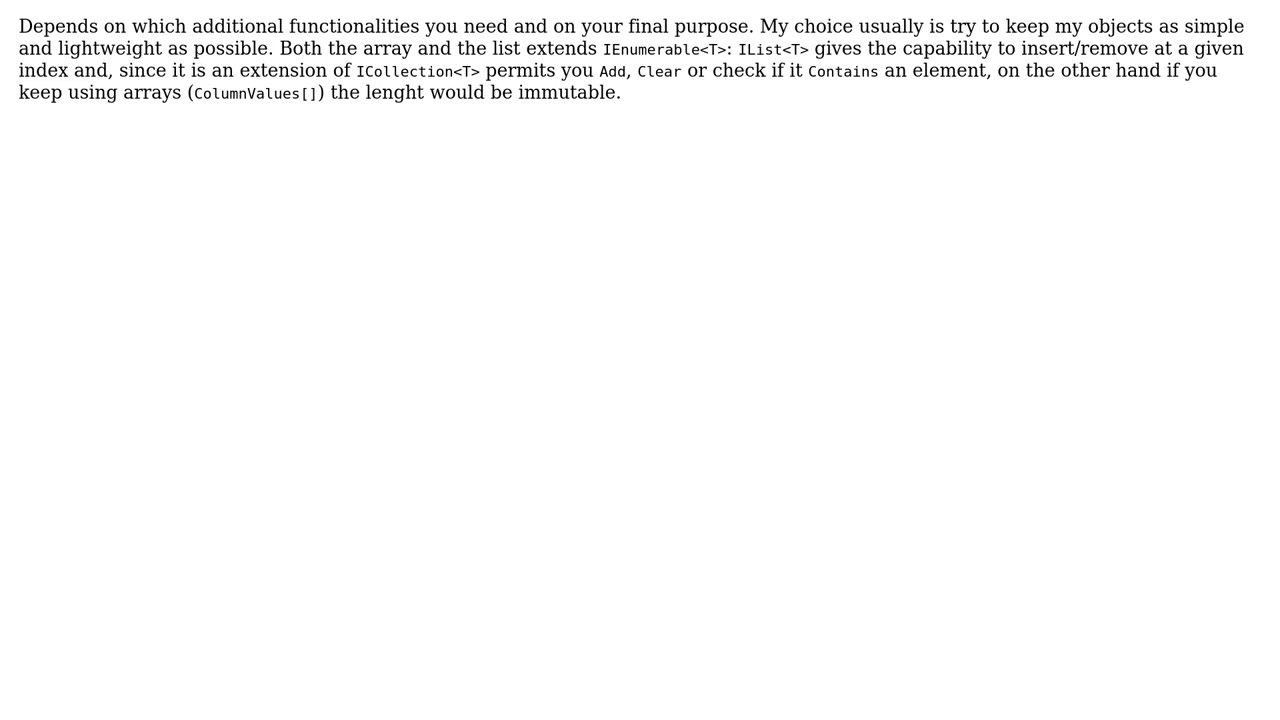 Depends on which additional functionalities you need and on your final purpose. My choice usually is try to keep my objects as simple
and lightweight as possible. Both the array and the list extends IEnumerable<T>: IList<T> gives the capability to insert/remove at a given
index and, since it is an extension of ICollection<T> permits you Add, Clear or check if it Contains an element, on the other hand if you
keep using arrays (ColumnValues[]) the lenght would be immutable.